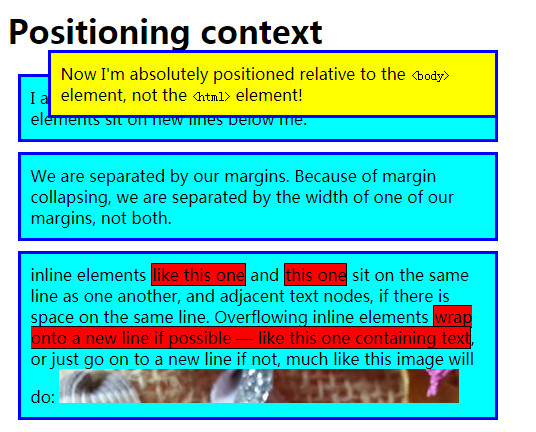 Positioning context
Now I'm absolutely positioned relative to the <body>
element, not the <html> element!
I a
elements sit on new lines below me.
We are separated by our margins. Because of margin
collapsing, we are separated by the width of one of our
margins, not both.
inline elements like this one and this one sit on the same
line as one another, and adjacent text nodes, if there is
space on the same line. Overflowing inline elements wrap
onto a new line if possible — like this one containing text,
or just go on to a new line if not, much like this image will
do: